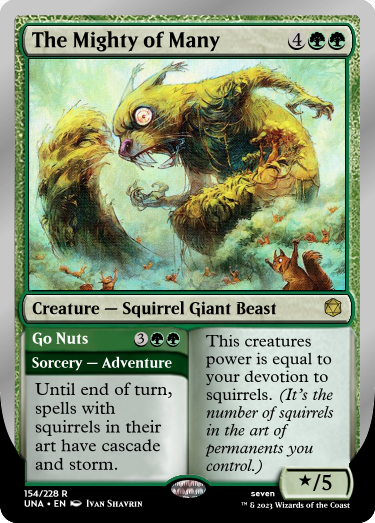 The Mighty of Many 4
Creature — Squirrel Giant Beast
Go Nuts 3
Sorcery — Adventure
Until end of turn,
spells with
squirrels in their
art have cascade
and storm.
This creatures
power is equal to
your devotion to
squirrels. (It's the
number of squirrels
in the art of
permanents you
control.)
★/5
154/228 R
UNA • EN Ivan Shavrin
seven
™ & © 2023 Wizards of the Coast